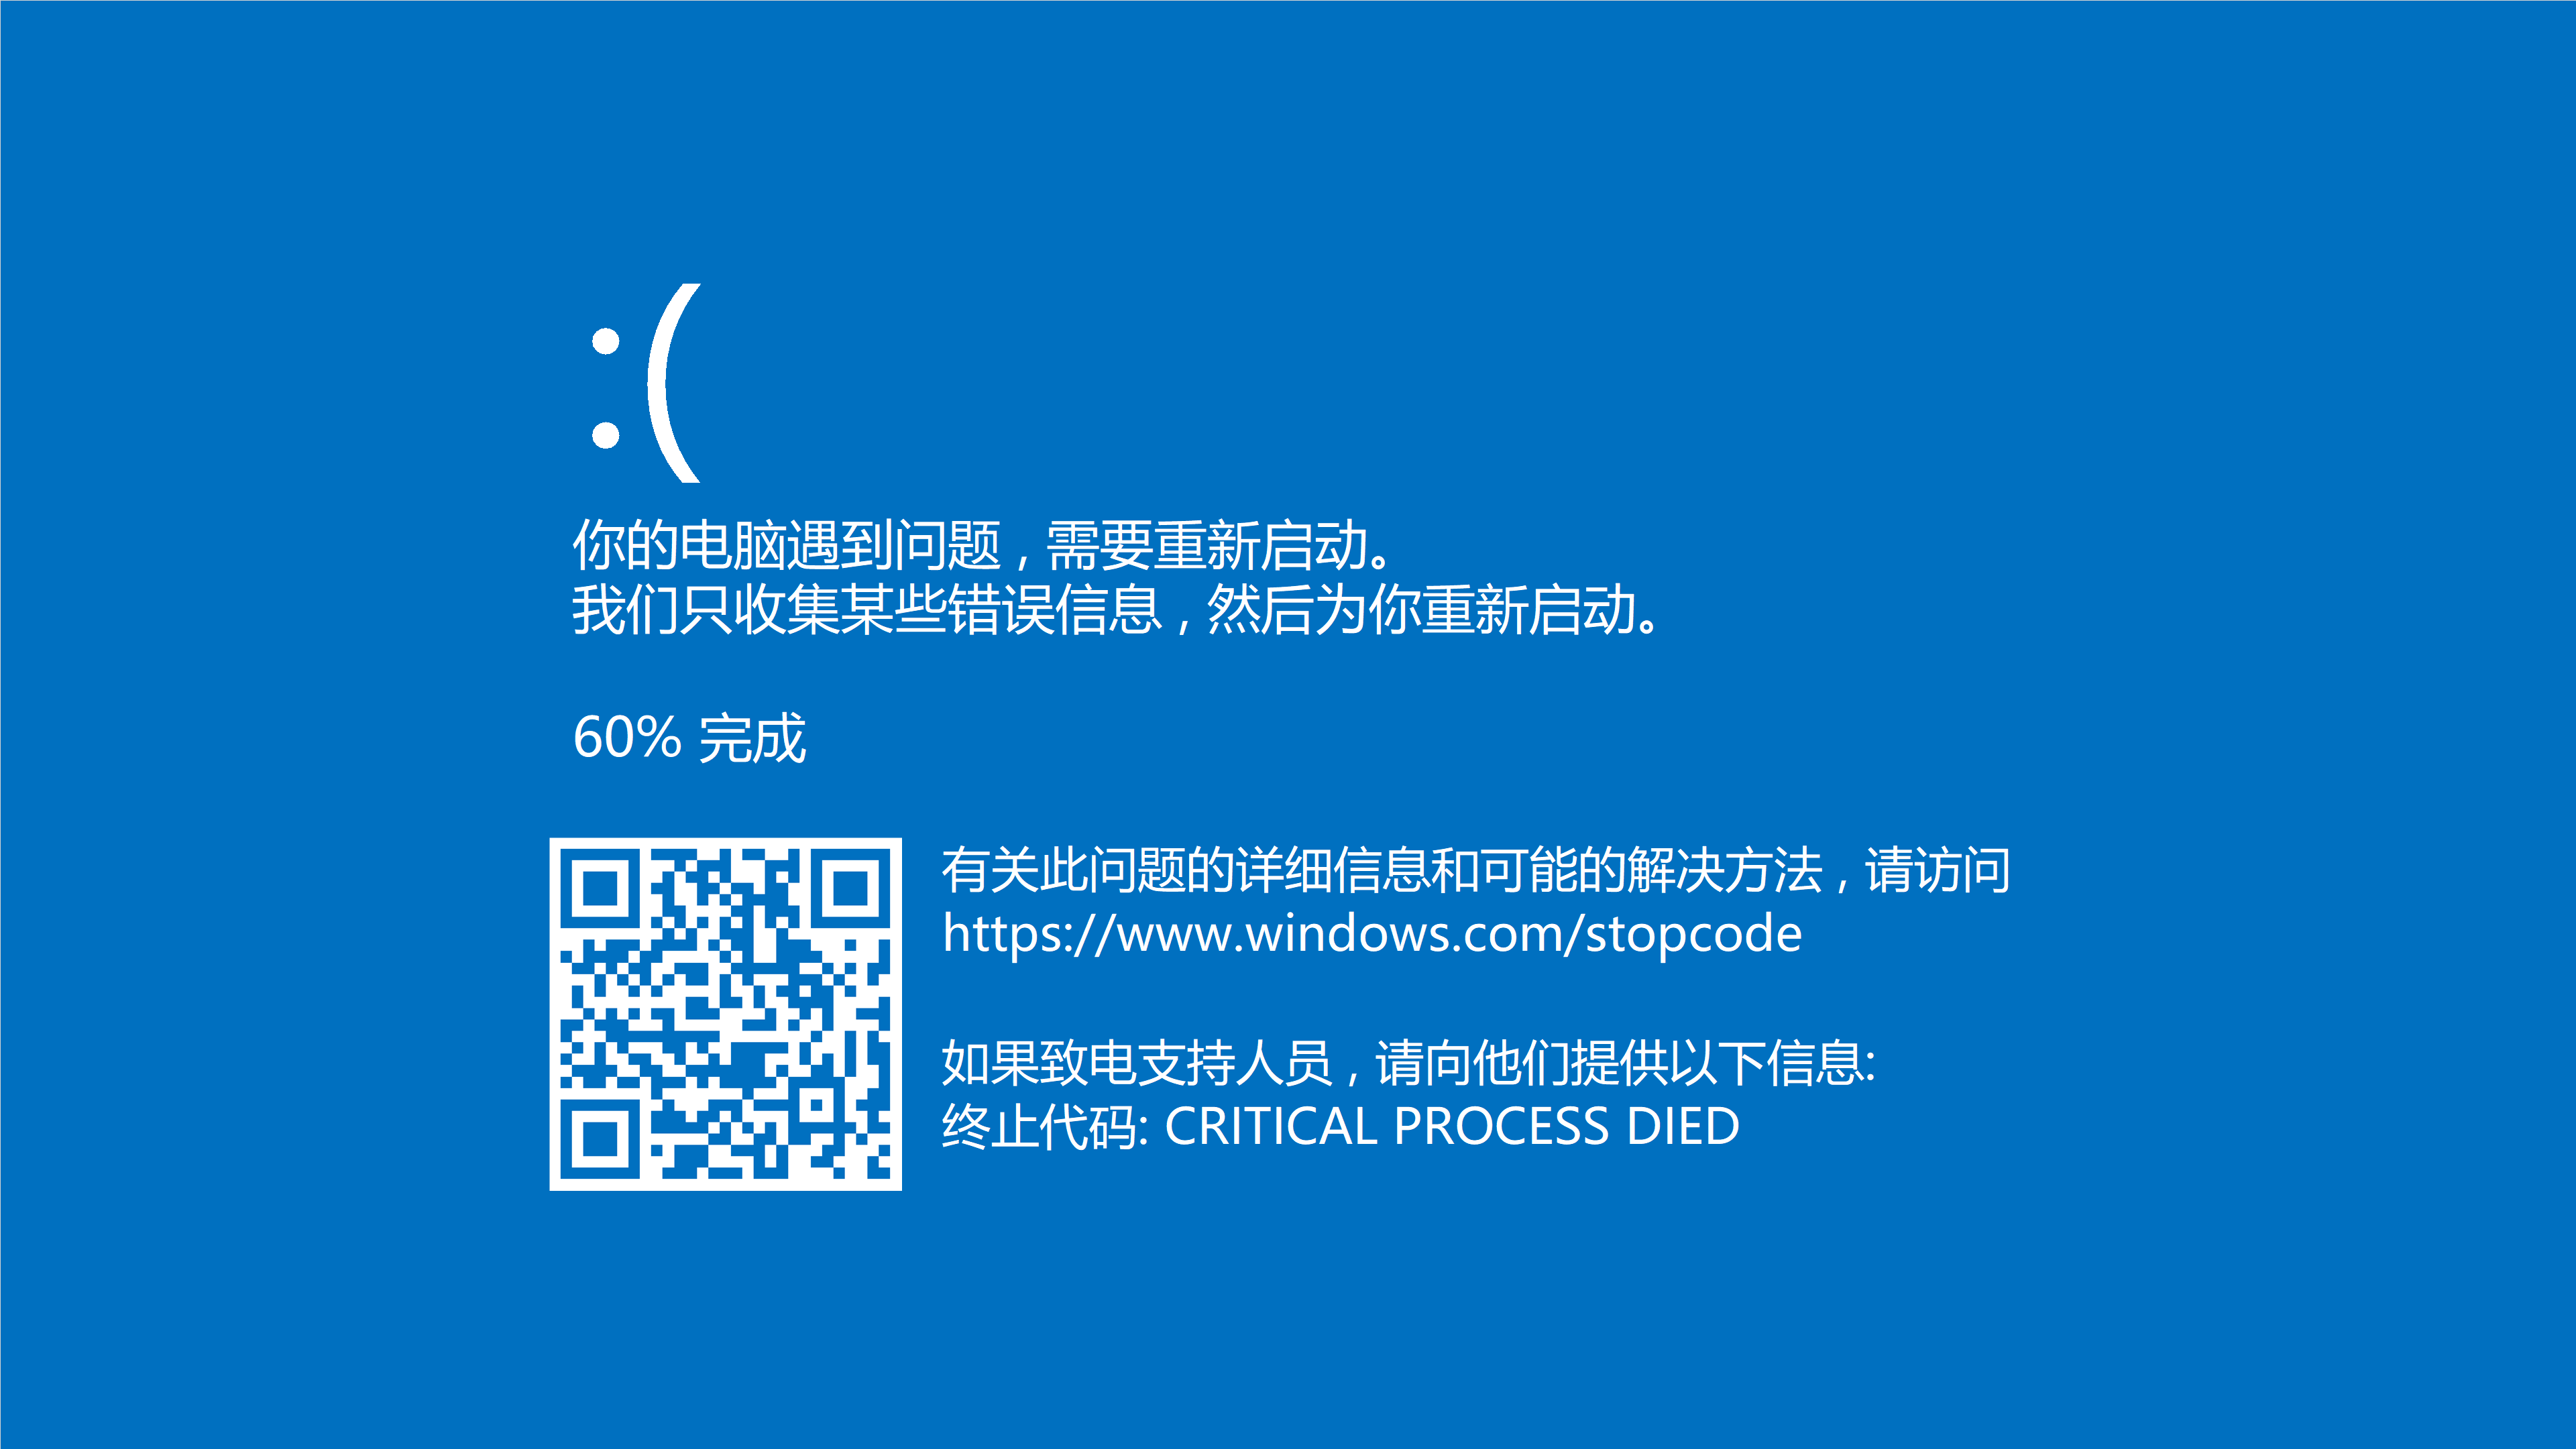 :(
你的电脑遇到问题，需要重新启动。
我们只收集某些错误信息，然后为你重新启动。
60% 完成
有关此问题的详细信息和可能的解决方法，请访问
https://www.windows.com/stopcode
如果致电支持人员，请向他们提供以下信息:
终止代码: CRITICAL PROCESS DIED